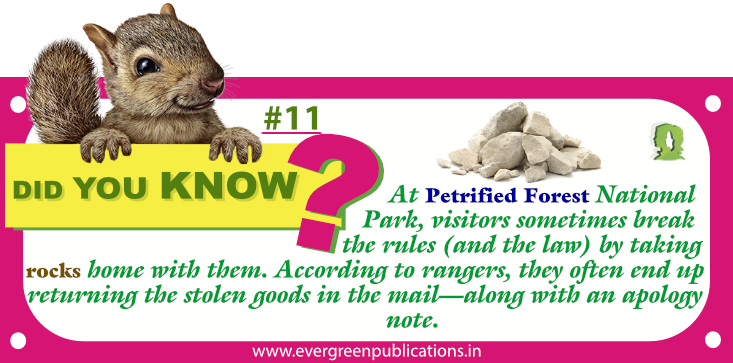 #11
DID YOU KNOW ?
At Petrified Forest National
Park, visitors sometimes break
the rules (and the law) by taking
rocks home with them. According to rangers, they often end up
returning the stolen goods in the mail—along with an apology
note.
www.evergreenpublications.in